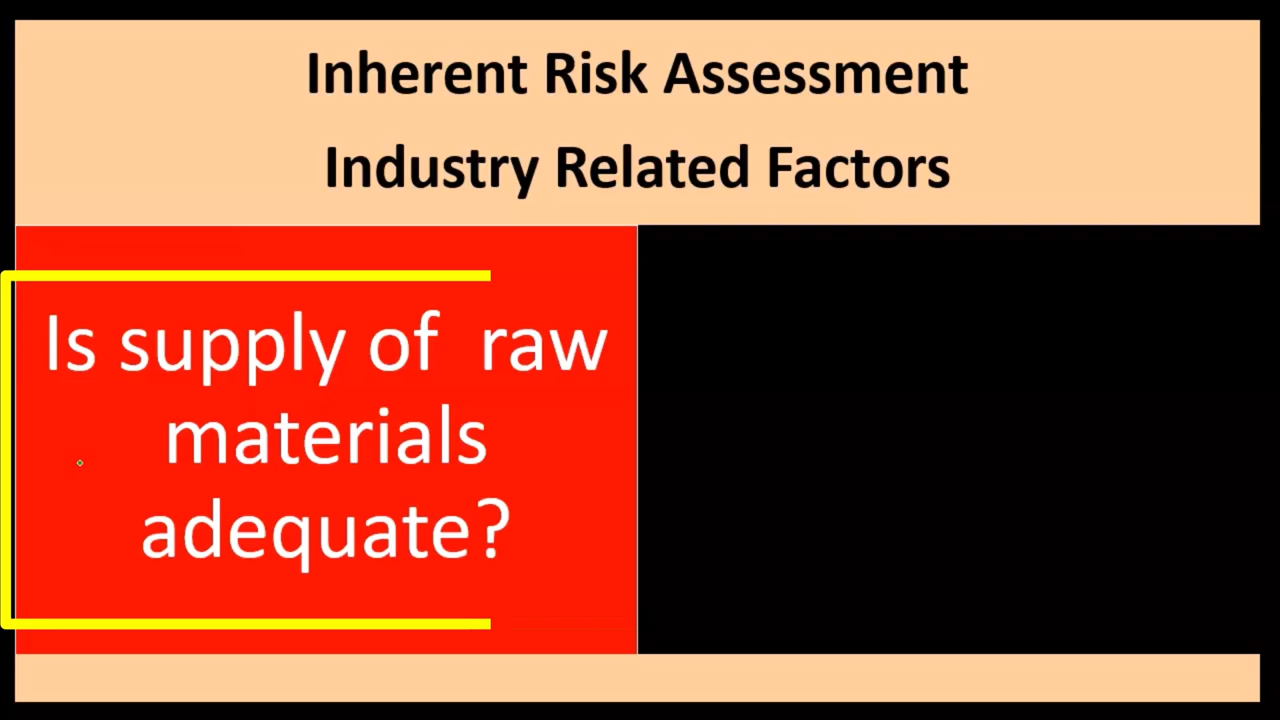 Inherent Risk Assessment
Industry Related Factors
Is supply of raw
materials
adequate?